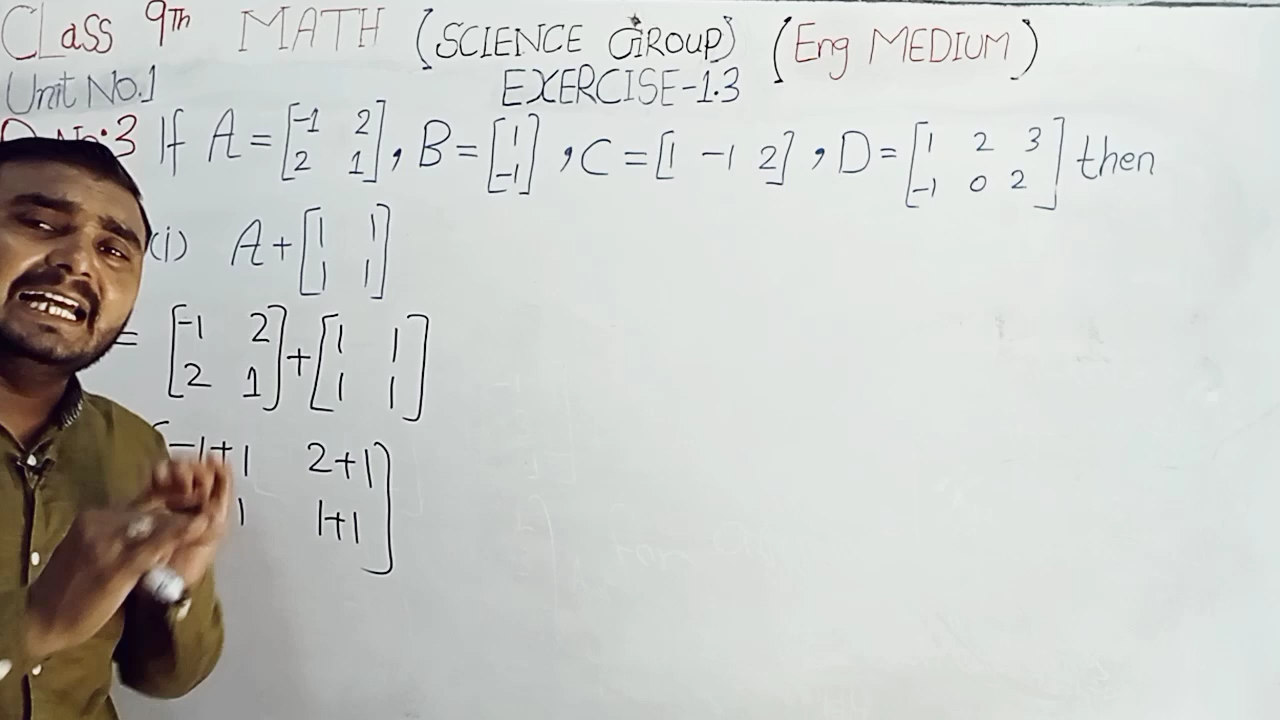 CLass 9Th MATH (SCIENCE GROUP) (Eng MEDIUM)
Unit No.1 EXERCISE-1.3
Q No:3 If A = [-1 2 2 1], B = [1 -1], C = [1 -1 2], D = [1 2 3 -1 0 2] then
(i) A + [1 1 1 1]
= [-1 2 2 1] + [1 1 1 1]
[-1+1 2+1
1 1+1]